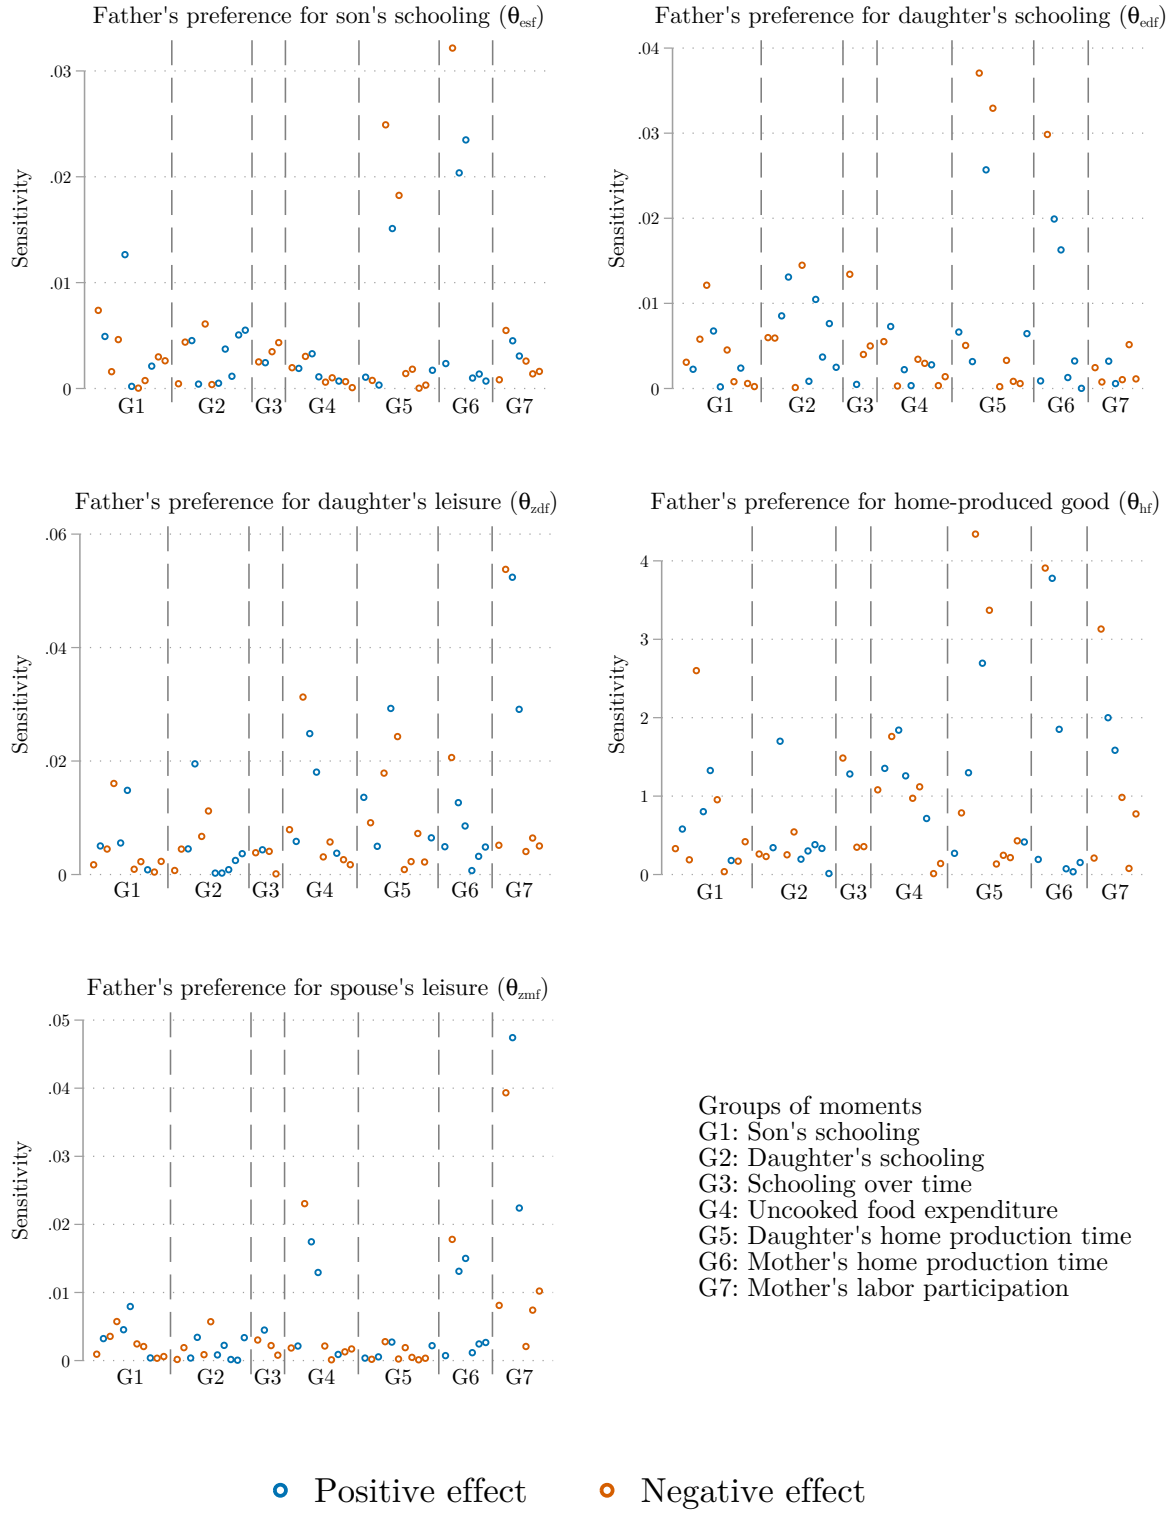 Father's preference for son's schooling (θesf)
Sensitivity
.03
.02
.01
0
G1 G2 G3 G4 G5 G6 G7
Father's preference for daughter's schooling (θedf)
Sensitivity
.04
.03
.02
.01
0
G1 G2 G3 G4 G5 G6 G7
Father's preference for daughter's leisure (θzdf)
Sensitivity
.06
.04
.02
0
G1 G2 G3 G4 G5 G6 G7
Father's preference for home-produced good (θhf)
Sensitivity
4
3
2
1
0
G1 G2 G3 G4 G5 G6 G7
Father's preference for spouse's leisure (θzmf)
Sensitivity
.05
.04
.03
.02
.01
0
G1 G2 G3 G4 G5 G6 G7
Groups of moments
G1: Son's schooling
G2: Daughter's schooling
G3: Schooling over time
G4: Uncooked food expenditure
G5: Daughter's home production time
G6: Mother's home production time
G7: Mother's labor participation
Positive effect Negative effect